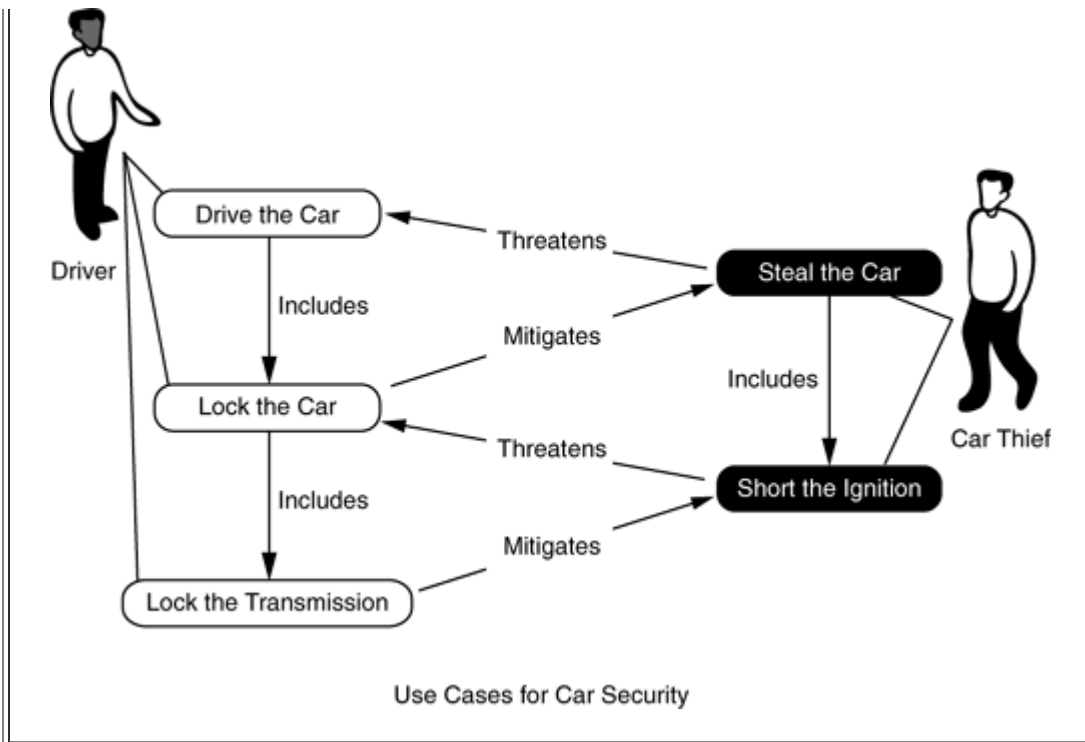 Drive the Car
Threatens
Driver
Steal the Car
Includes
Mitigates
Includes
Lock the Car
Car Thief
Threatens
Short the Ignition
Includes
Mitigates
Lock the Transmission
Use Cases for Car Security